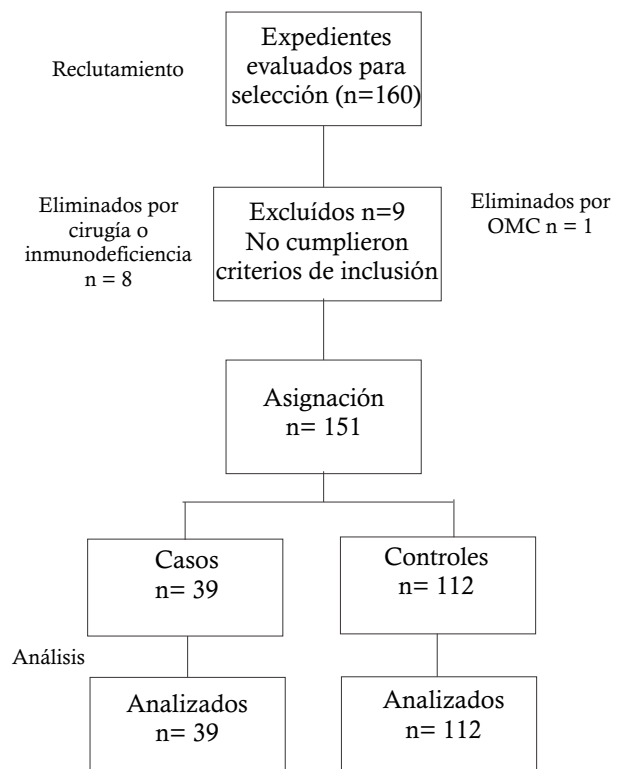 Reclutamiento
Expedientes
evaluados para
selección (n=160)
Eliminados por
cirugía o
inmunodeficiencia
n = 8
Excluídos n=9
No cumplieron
criterios de inclusión
Eliminados por
OMC n = 1
Asignación
n= 151
Casos
n= 39
Controles
n= 112
Análisis
Analizados
n= 39
Analizados
n= 112